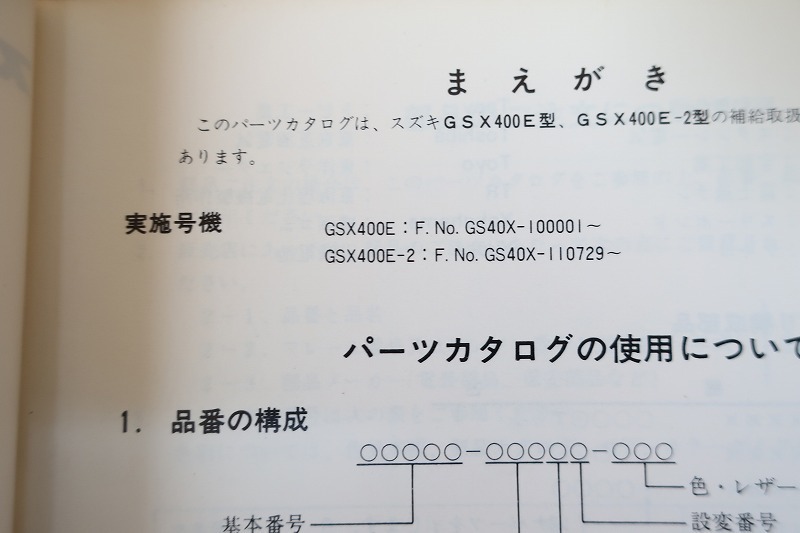 まえがき
このパーツカタログは、スズキGSX400E型、GSX400E-2型の補給取扱
あります。
実施号機
GSX400E：F. No. GS40X-100001～
GSX400E-2：F. No. GS40X-110729～
パーツカタログの使用について
1. 品番の構成
○○○○○-○○○○○-○○○
色・レザー
基本番号
設変番号